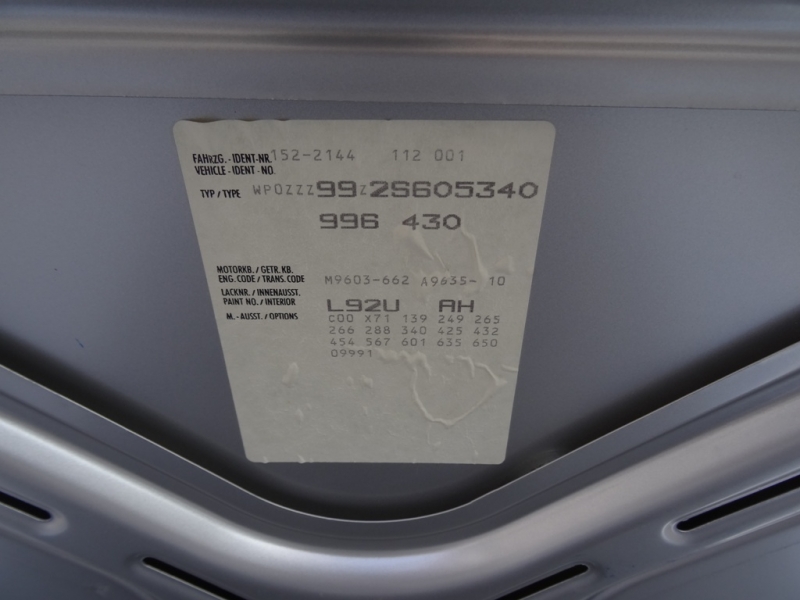 FAHRZG.-IDENT-NR. 152-2144 112 001
VEHICLE-IDENT NO.
TYP/TYPE WP0ZZZ99Z2S605340
996 430
MOTORKB./GETR.KB.
ENG.CODE/TRANS.CODE M9603-662 A9635- 10
LACKNR./INNENAUSST.
PAINT NO./INTERIOR L92U AH
M.-AUSST./OPTIONS C00 X71 139 249 265
266 288 340 425 432
454 567 601 635 650
09991